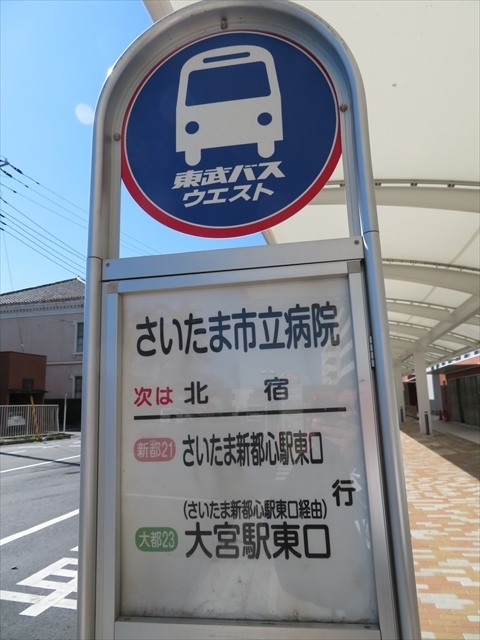 東武バス
ウエスト
さいたま市立病院
次は 北 宿
新都21 さいたま新都心駅東口
行
(さいたま新都心駅東口経由)
大都23 大宮駅東口